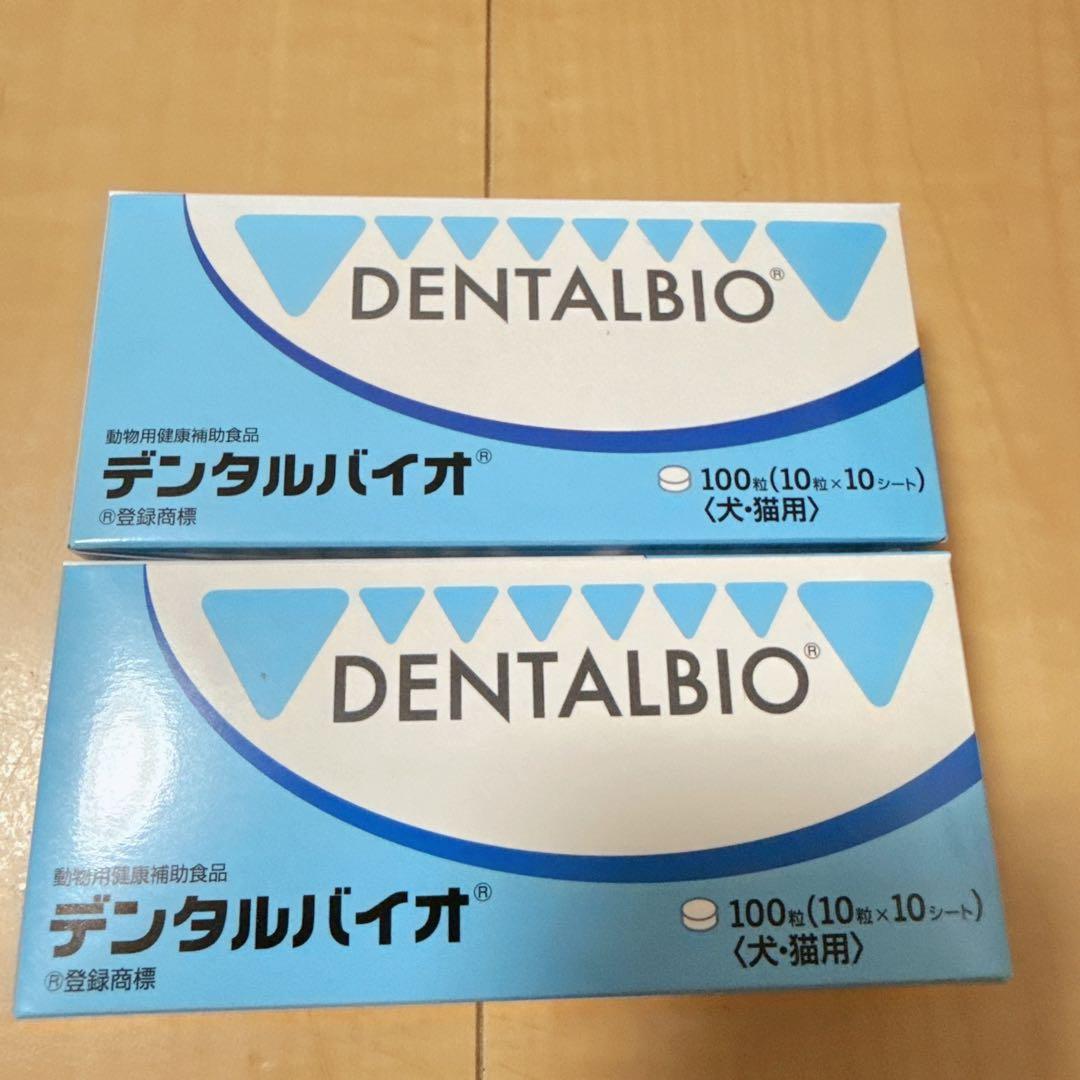 DENTALBIO®
動物用健康補助食品
デンタルバイオ®
®登録商標
100粒(10粒×10シート)
〈犬・猫用〉
DENTALBIO®
動物用健康補助食品
デンタルバイオ®
®登録商標
100粒(10粒×10シート)
〈犬・猫用〉